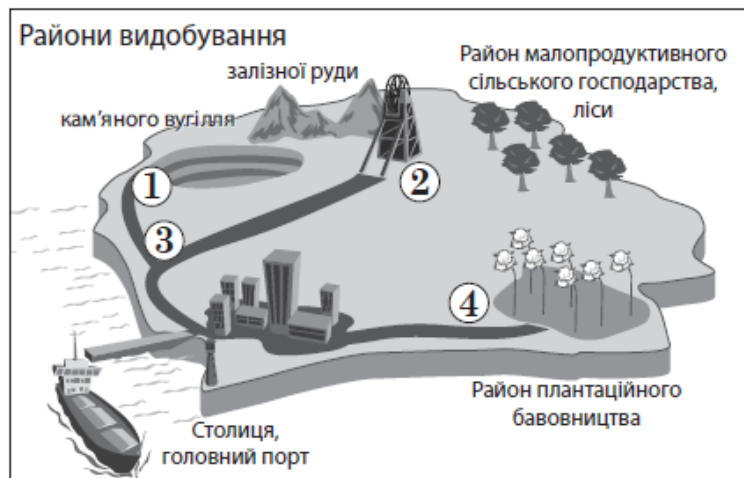 Райони видобування
залізної руди
кам’яного вугілля
Район малопродуктивного
сільського господарства,
ліси
1
2
3
4
Район плантаційного
бавовництва
Столиця,
головний порт